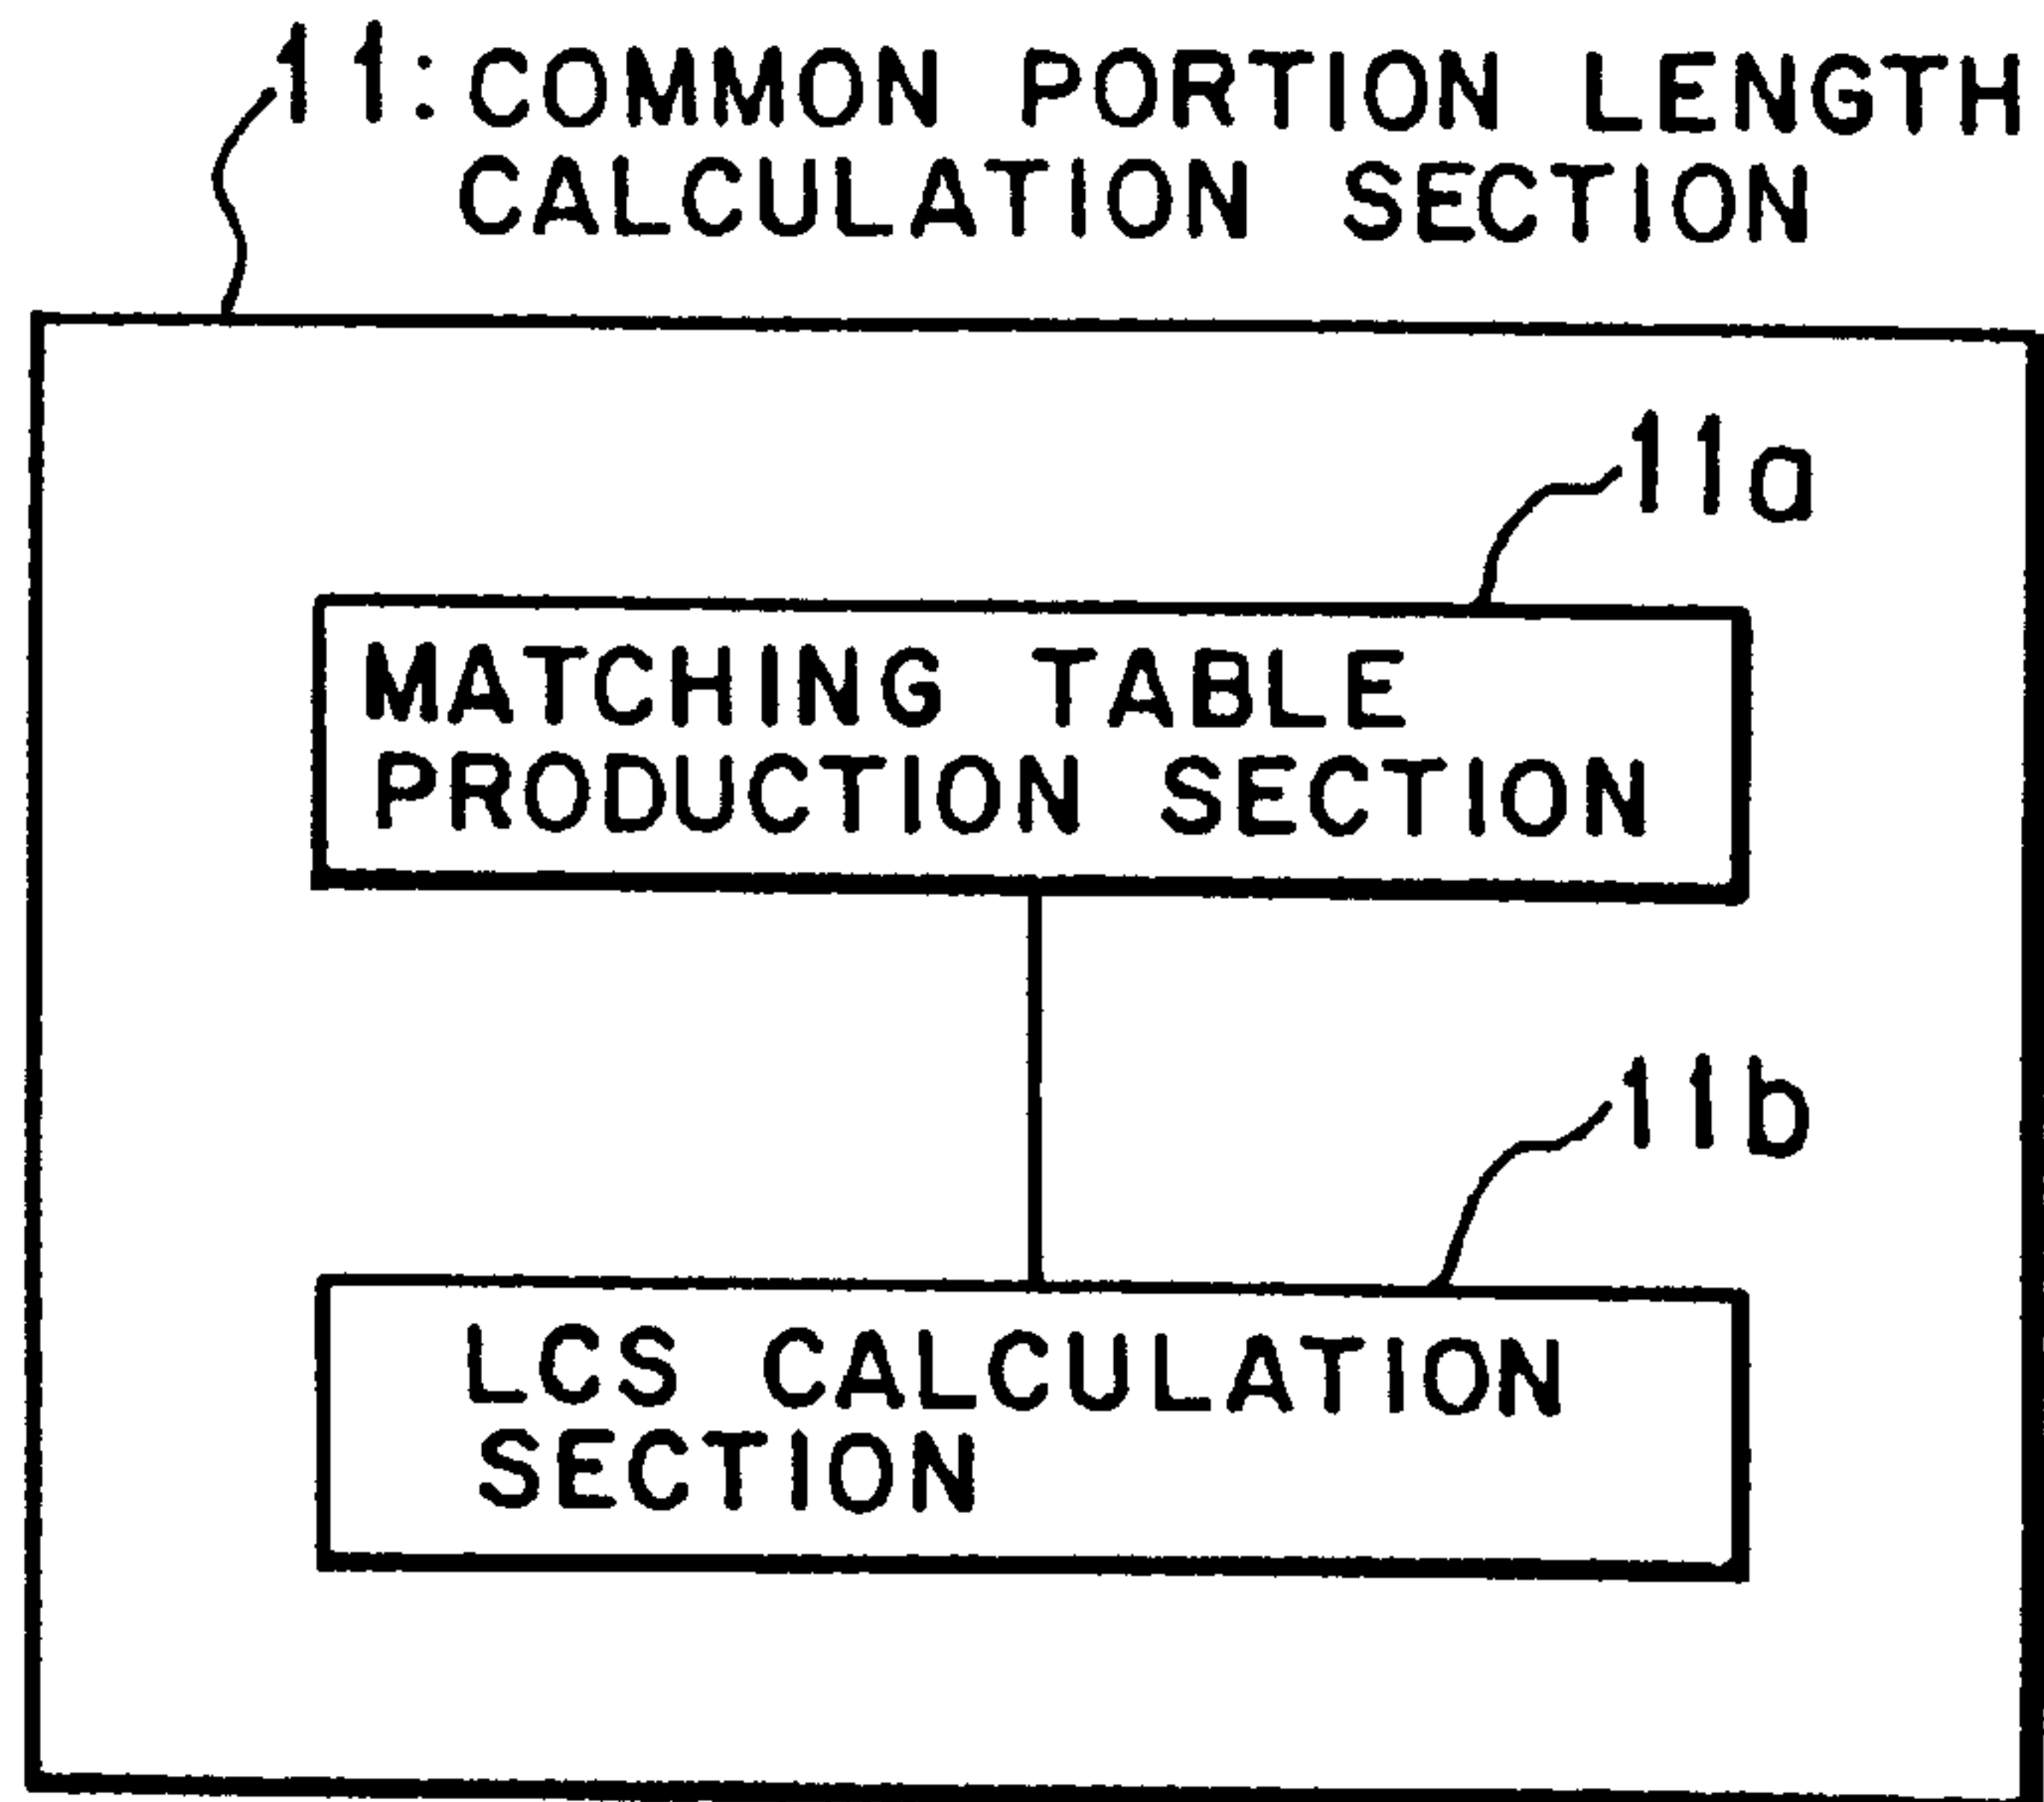 11: COMMON PORTION LENGTH
CALCULATION SECTION
11a
MATCHING TABLE
PRODUCTION SECTION
11b
LCS CALCULATION
SECTION